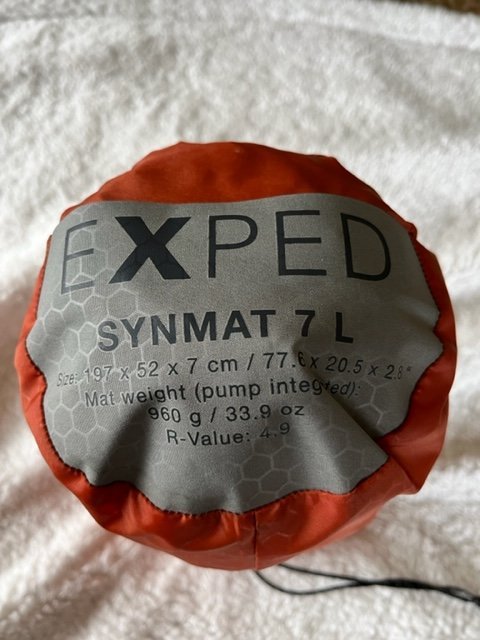 EXPED
SYNMAT 7 L
Size: 197 x 52 x 7 cm / 77.6 x 20.5 x 2.8"
Mat weight (pump integrated):
960 g / 33.9 oz
R-Value: 4.9